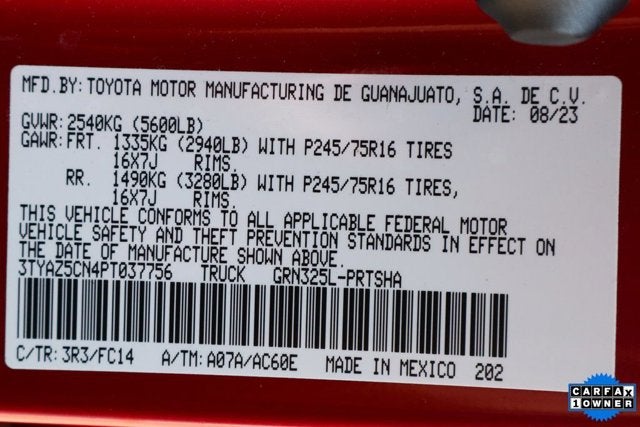 MFD.BY: TOYOTA MOTOR MANUFACTURING DE GUANAJUATO, S.A. DE C.V.
DATE: 08/23
GVWR: 2540KG (5600LB)
GAWR: FRT. 1335KG (2940LB) WITH P245/75R16 TIRES
16X7J RIMS.
RR. 1490KG (3280LB) WITH P245/75R16 TIRES,
16X7J RIMS.
THIS VEHICLE CONFORMS TO ALL APPLICABLE FEDERAL MOTOR
VEHICLE SAFETY AND THEFT PREVENTION STANDARDS IN EFFECT ON
THE DATE OF MANUFACTURE SHOWN ABOVE.
3TYAZ5CN4PT037756 TRUCK GRN325L-PRTSHA
C/TR: 3R3/FC14 A/TM: A07A/AC60E MADE IN MEXICO 202
CARFAX
1 OWNER